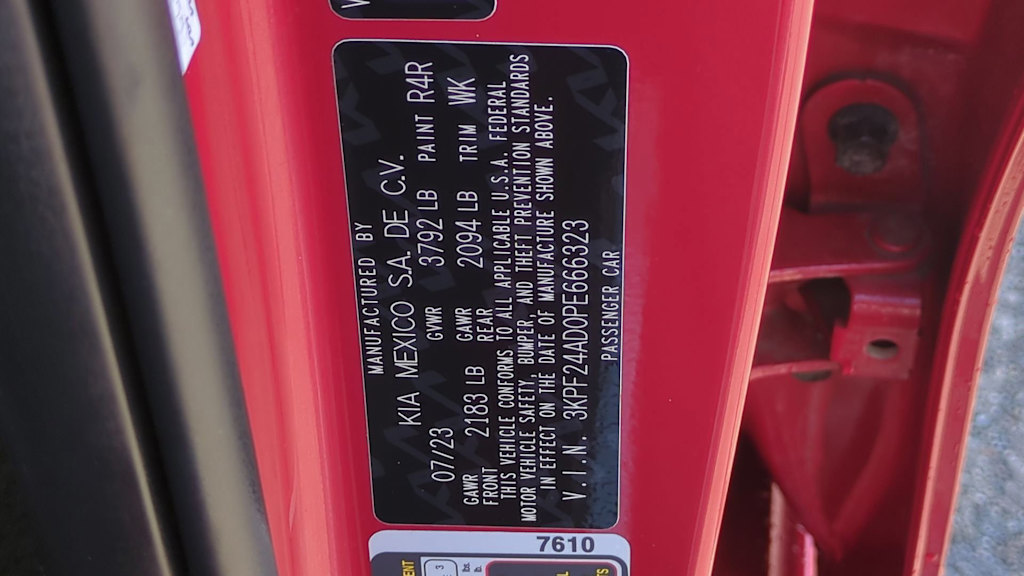 MANUFACTURED BY
KIA MEXICO S.A. DE C.V.
07/23 GVWR 3792 LB PAINT R4R
GAWR FRONT 2183 LB GAWR REAR 2094 LB TRIM WK
THIS VEHICLE CONFORMS TO ALL APPLICABLE U.S.A. FEDERAL
MOTOR VEHICLE SAFETY, BUMPER, AND THEFT PREVENTION STANDARDS
IN EFFECT ON THE DATE OF MANUFACTURE SHOWN ABOVE.
V.I.N. 3KPF24AD0PE666323
PASSENGER CAR
7610